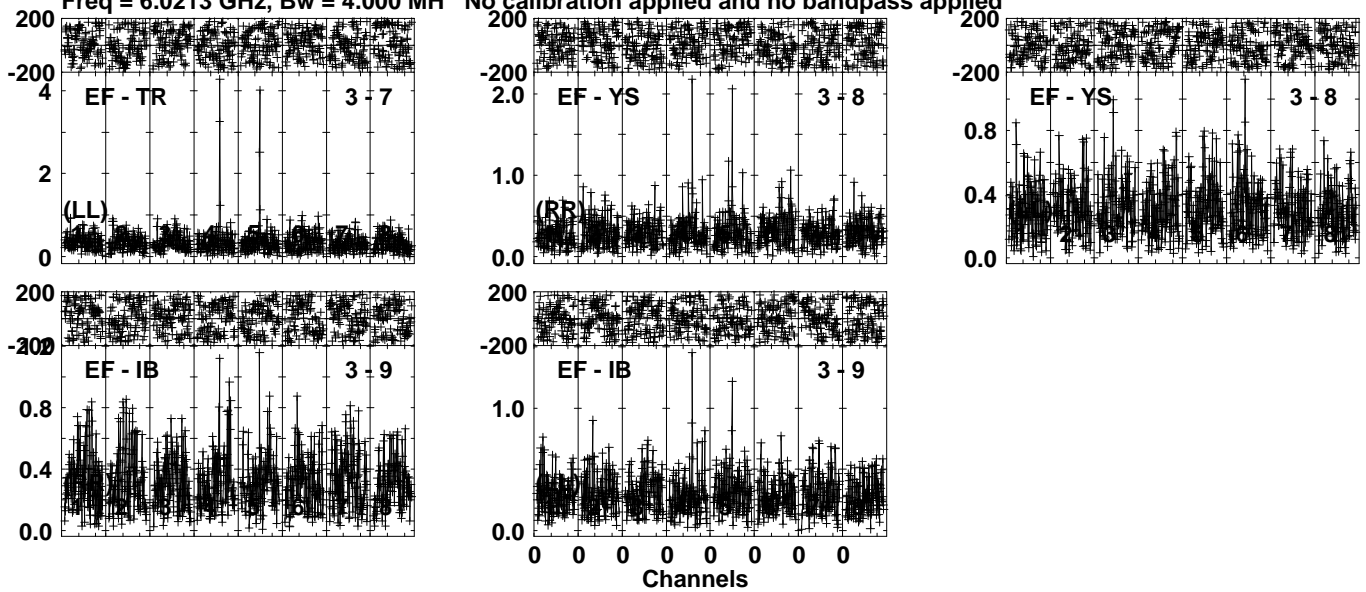 Freq = 6.0213 GHz, Bw = 4.000 MH No calibration applied and no bandpass applied
200 200 200
-200 -200 -200
EF - TR 3 - 7 EF - YS 3 - 8 EF - YS 3 - 8
4 2.0 0.8
2 1.0 0.4
(LL) (RR)
0 0.0 0.0
200 200
-200 -200
EF - IB 3 - 9 EF - IB 3 - 9
0.8 1.0
0.4
0.0 0.0
0 0 0 0 0 0 0 0
Channels